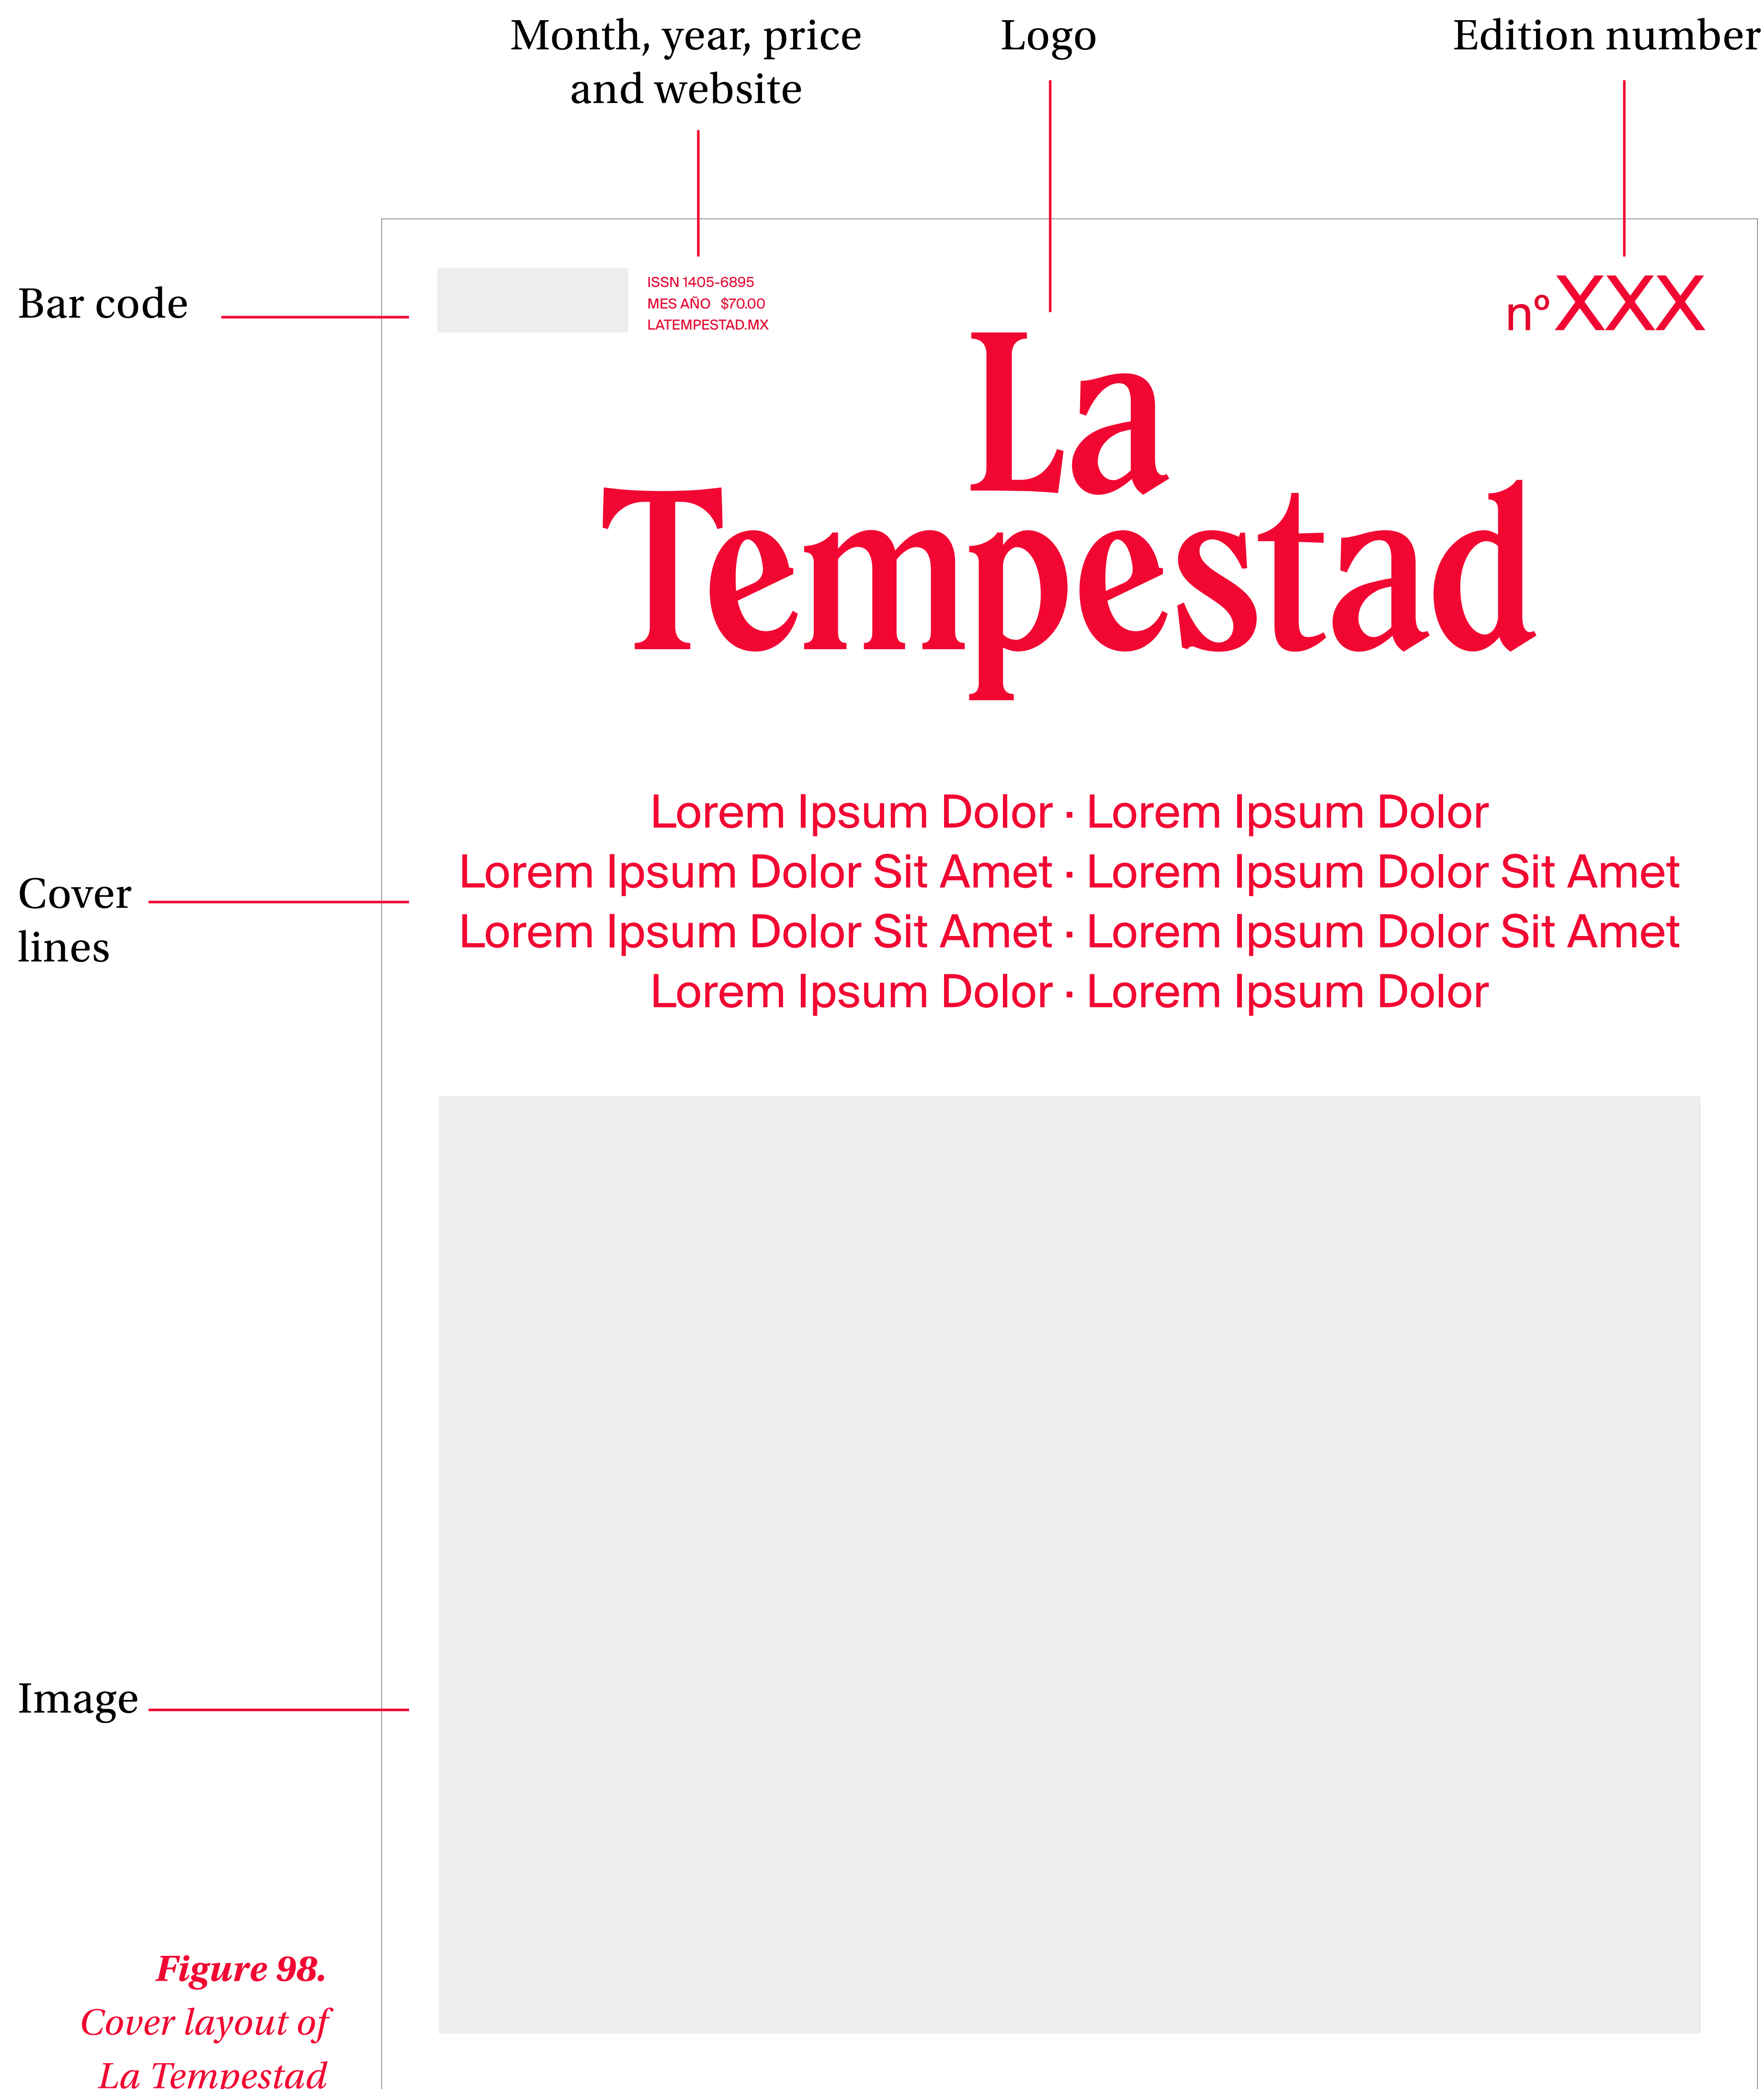 Month, year, price
and website
Logo
Edition number
Bar code
ISSN 1405-6895
MES AÑO $70.00
LATEMPESTAD.MX
nºXXX
La
Tempestad
Lorem Ipsum Dolor · Lorem Ipsum Dolor
Lorem Ipsum Dolor Sit Amet · Lorem Ipsum Dolor Sit Amet
Lorem Ipsum Dolor Sit Amet · Lorem Ipsum Dolor Sit Amet
Lorem Ipsum Dolor · Lorem Ipsum Dolor
Cover
lines
Image
Figure 98.
Cover layout of
La Tempestad